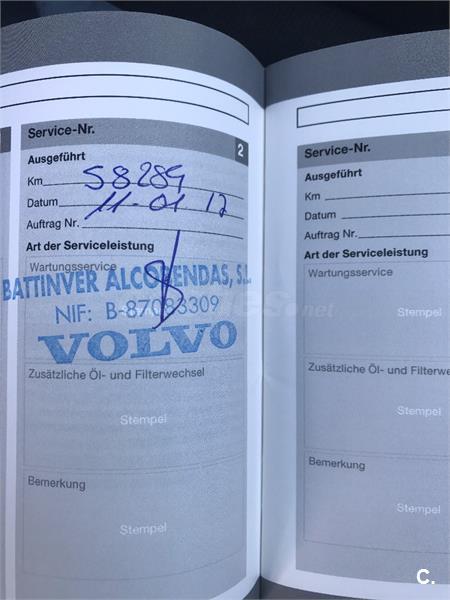 Service-Nr. 2
Ausgeführt
Km 58289
Datum 11-01 17
Auftrag Nr.
Art der Serviceleistung
Wartungsservice
BATTINVER ALCOBENDAS, S.L.
NIF: B-87083309
VOLVO
Zusätzliche Öl- und Filterwechsel
Stempel
Bemerkung
Stempel
Service-Nr.
Ausgeführt
Km
Datum
Auftrag Nr.
Art der Serviceleistung
Wartungsservice
Stempel
Zusätzliche Öl- und Filterwechsel
Stempel
Bemerkung
Stempel
C.